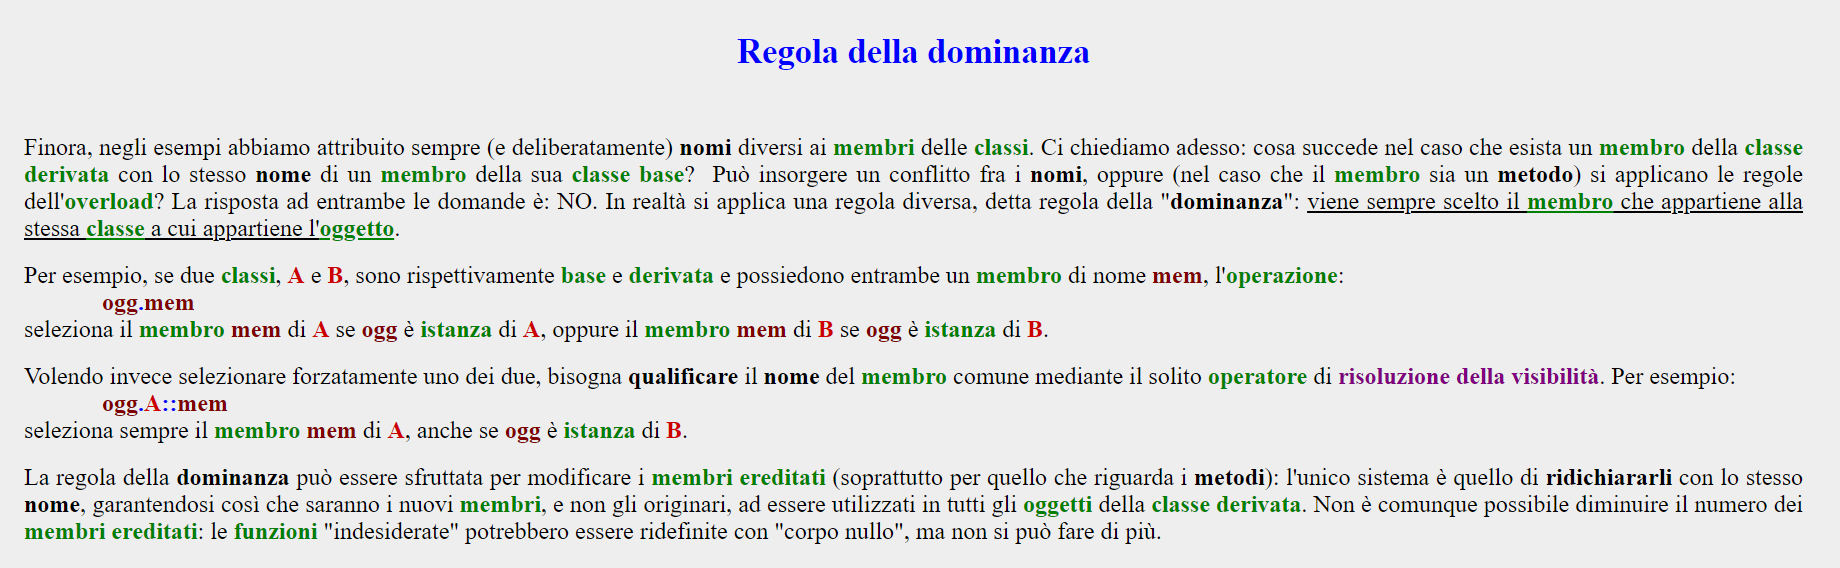 Regola della dominanza
Finora, negli esempi abbiamo attribuito sempre (e deliberatamente) nomi diversi ai membri delle classi. Ci chiediamo adesso: cosa succede nel caso che esista un membro della classe
derivata con lo stesso nome di un membro della sua classe base?  Può insorgere un conflitto fra i nomi, oppure (nel caso che il membro sia un metodo) si applicano le regole
dell'overload? La risposta ad entrambe le domande è: NO. In realtà si applica una regola diversa, detta regola della "dominanza": viene sempre scelto il membro che appartiene alla
stessa classe a cui appartiene l'oggetto.
Per esempio, se due classi, A e B, sono rispettivamente base e derivata e possiedono entrambe un membro di nome mem, l'operazione:
ogg.mem
seleziona il membro mem di A se ogg è istanza di A, oppure il membro mem di B se ogg è istanza di B.
Volendo invece selezionare forzatamente uno dei due, bisogna qualificare il nome del membro comune mediante il solito operatore di risoluzione della visibilità. Per esempio:
ogg.A::mem
seleziona sempre il membro mem di A, anche se ogg è istanza di B.
La regola della dominanza può essere sfruttata per modificare i membri ereditati (soprattutto per quello che riguarda i metodi): l'unico sistema è quello di ridichiararli con lo stesso
nome, garantendosi così che saranno i nuovi membri, e non gli originari, ad essere utilizzati in tutti gli oggetti della classe derivata. Non è comunque possibile diminuire il numero dei
membri ereditati: le funzioni "indesiderate" potrebbero essere ridefinite con "corpo nullo", ma non si può fare di più.